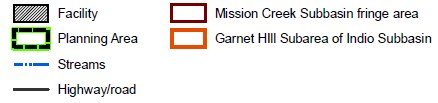 Facility
Planning Area
Streams
Highway/road
Mission Creek Subbasin fringe area
Garnet HIll Subarea of Indio Subbasin